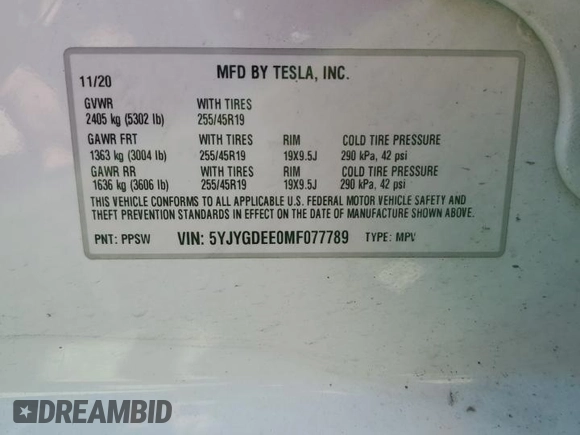 11/20 MFD BY TESLA, INC.
GVWR WITH TIRES
2405 kg (5302 lb) 255/45R19
GAWR FRT WITH TIRES RIM COLD TIRE PRESSURE
1363 kg (3004 lb) 255/45R19 19X9.5J 290 kPa, 42 psi
GAWR RR WITH TIRES RIM COLD TIRE PRESSURE
1636 kg (3606 lb) 255/45R19 19X9.5J 290 kPa, 42 psi
THIS VEHICLE CONFORMS TO ALL APPLICABLE U.S. FEDERAL MOTOR VEHICLE SAFETY AND
THEFT PREVENTION STANDARDS IN EFFECT ON THE DATE OF MANUFACTURE SHOWN ABOVE.
PNT: PPSW VIN: 5YJYGDEE0MF077789 TYPE: MPV
DREAMBID